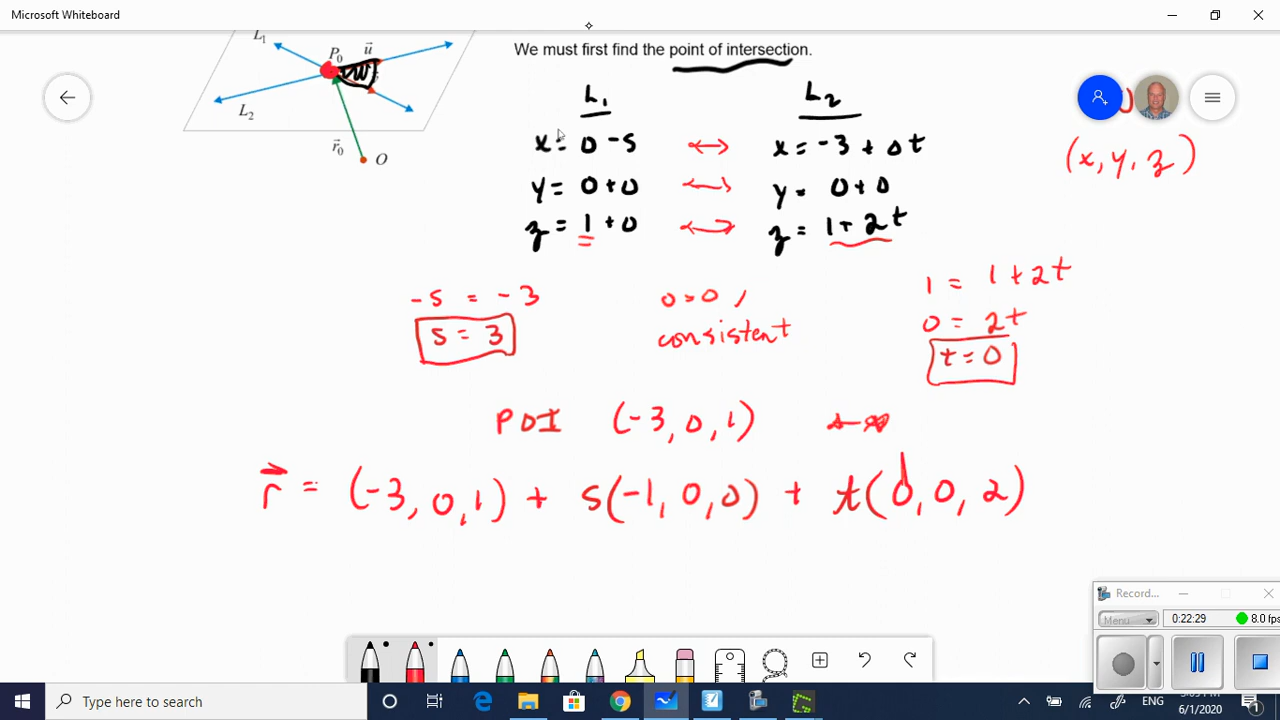 Microsoft Whiteboard
L₁
P₀
u⃗
We must first find the point of intersection.
L₂
r⃗₀
O
w
L₁
L₂
x = 0 - s ↔ x = -3 + 0t
(x, y, z)
y = 0 + 0 ↔ y = 0 + 0
z = 1 + 0 ↔ z = 1 + 2t
-s = -3
0 = 0,
1 = 1 + 2t
s = 3
consistent
0 = 2t
t = 0
POI (-3, 0, 1)
r⃗ = (-3, 0, 1) + s(-1, 0, 0) + t(0, 0, 2)
Record...
Menu
00:22:29
8.0 fps
Type here to search
ENG
6/1/2020
1